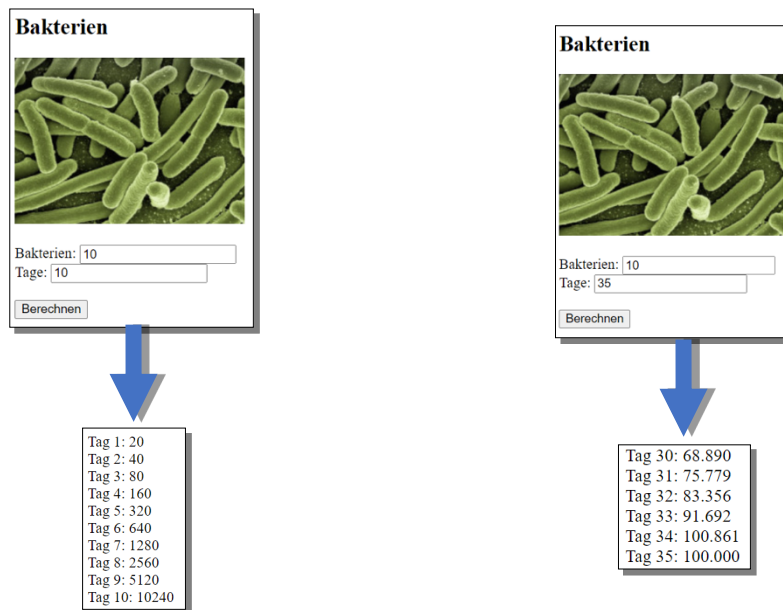 Bakterien
Bakterien: 10
Tage: 10
Berechnen
Tag 1: 20
Tag 2: 40
Tag 3: 80
Tag 4: 160
Tag 5: 320
Tag 6: 640
Tag 7: 1280
Tag 8: 2560
Tag 9: 5120
Tag 10: 10240
Bakterien
Bakterien: 10
Tage: 35
Berechnen
Tag 30: 68.890
Tag 31: 75.779
Tag 32: 83.356
Tag 33: 91.692
Tag 34: 100.861
Tag 35: 100.000